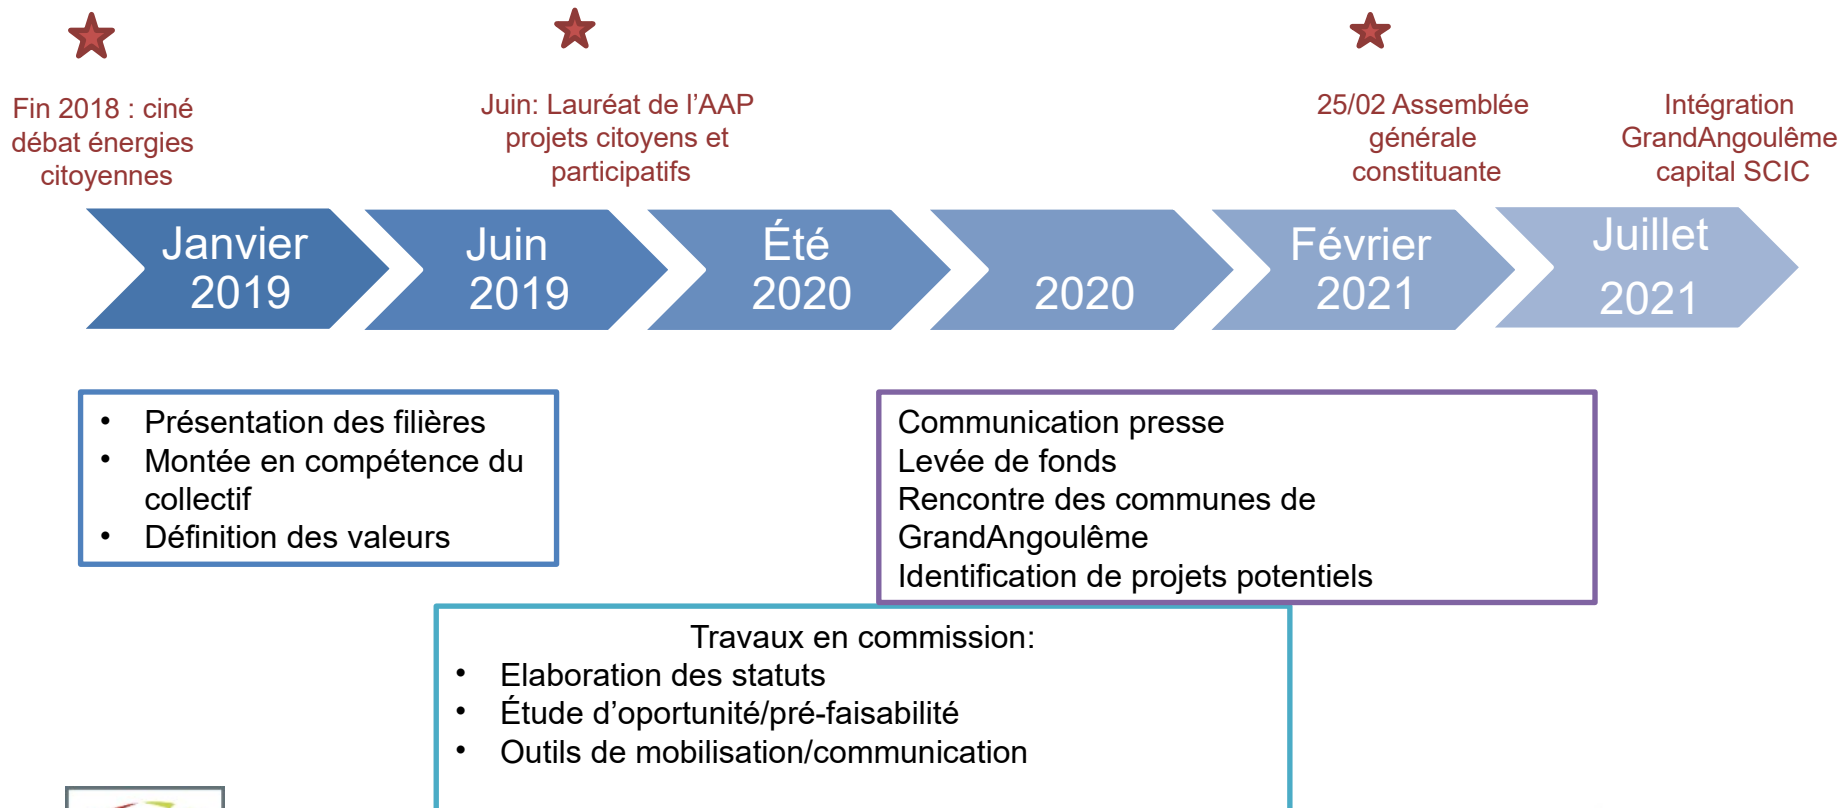 Fin 2018 : ciné
débat énergies
citoyennes
Juin: Lauréat de l’AAP
projets citoyens et
participatifs
25/02 Assemblée
générale
constituante
Intégration
GrandAngoulême
capital SCIC
Janvier
2019
Juin
2019
Été
2020
2020
Février
2021
Juillet
2021
• Présentation des filières
• Montée en compétence du
collectif
• Définition des valeurs
Communication presse
Levée de fonds
Rencontre des communes de
GrandAngoulême
Identification de projets potentiels
Travaux en commission:
• Elaboration des statuts
• Étude d’oportunité/pré-faisabilité
• Outils de mobilisation/communication